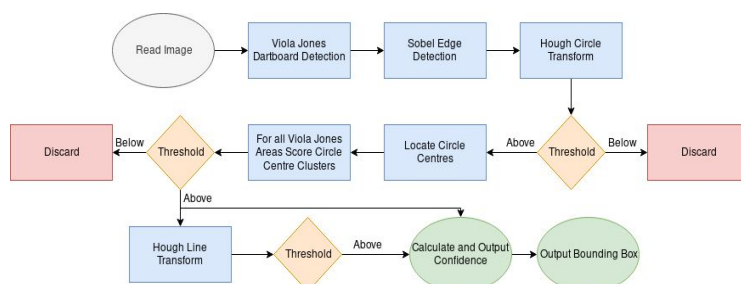 Read Image
Viola Jones
Dartboard Detection
Sobel Edge
Detection
Hough Circle
Transform
Discard
Below
Threshold
For all Viola Jones
Areas Score Circle
Centre Clusters
Locate Circle
Centres
Above
Threshold
Below
Discard
Above
Hough Line
Transform
Threshold
Above
Calculate and Output
Confidence
Output Bounding Box